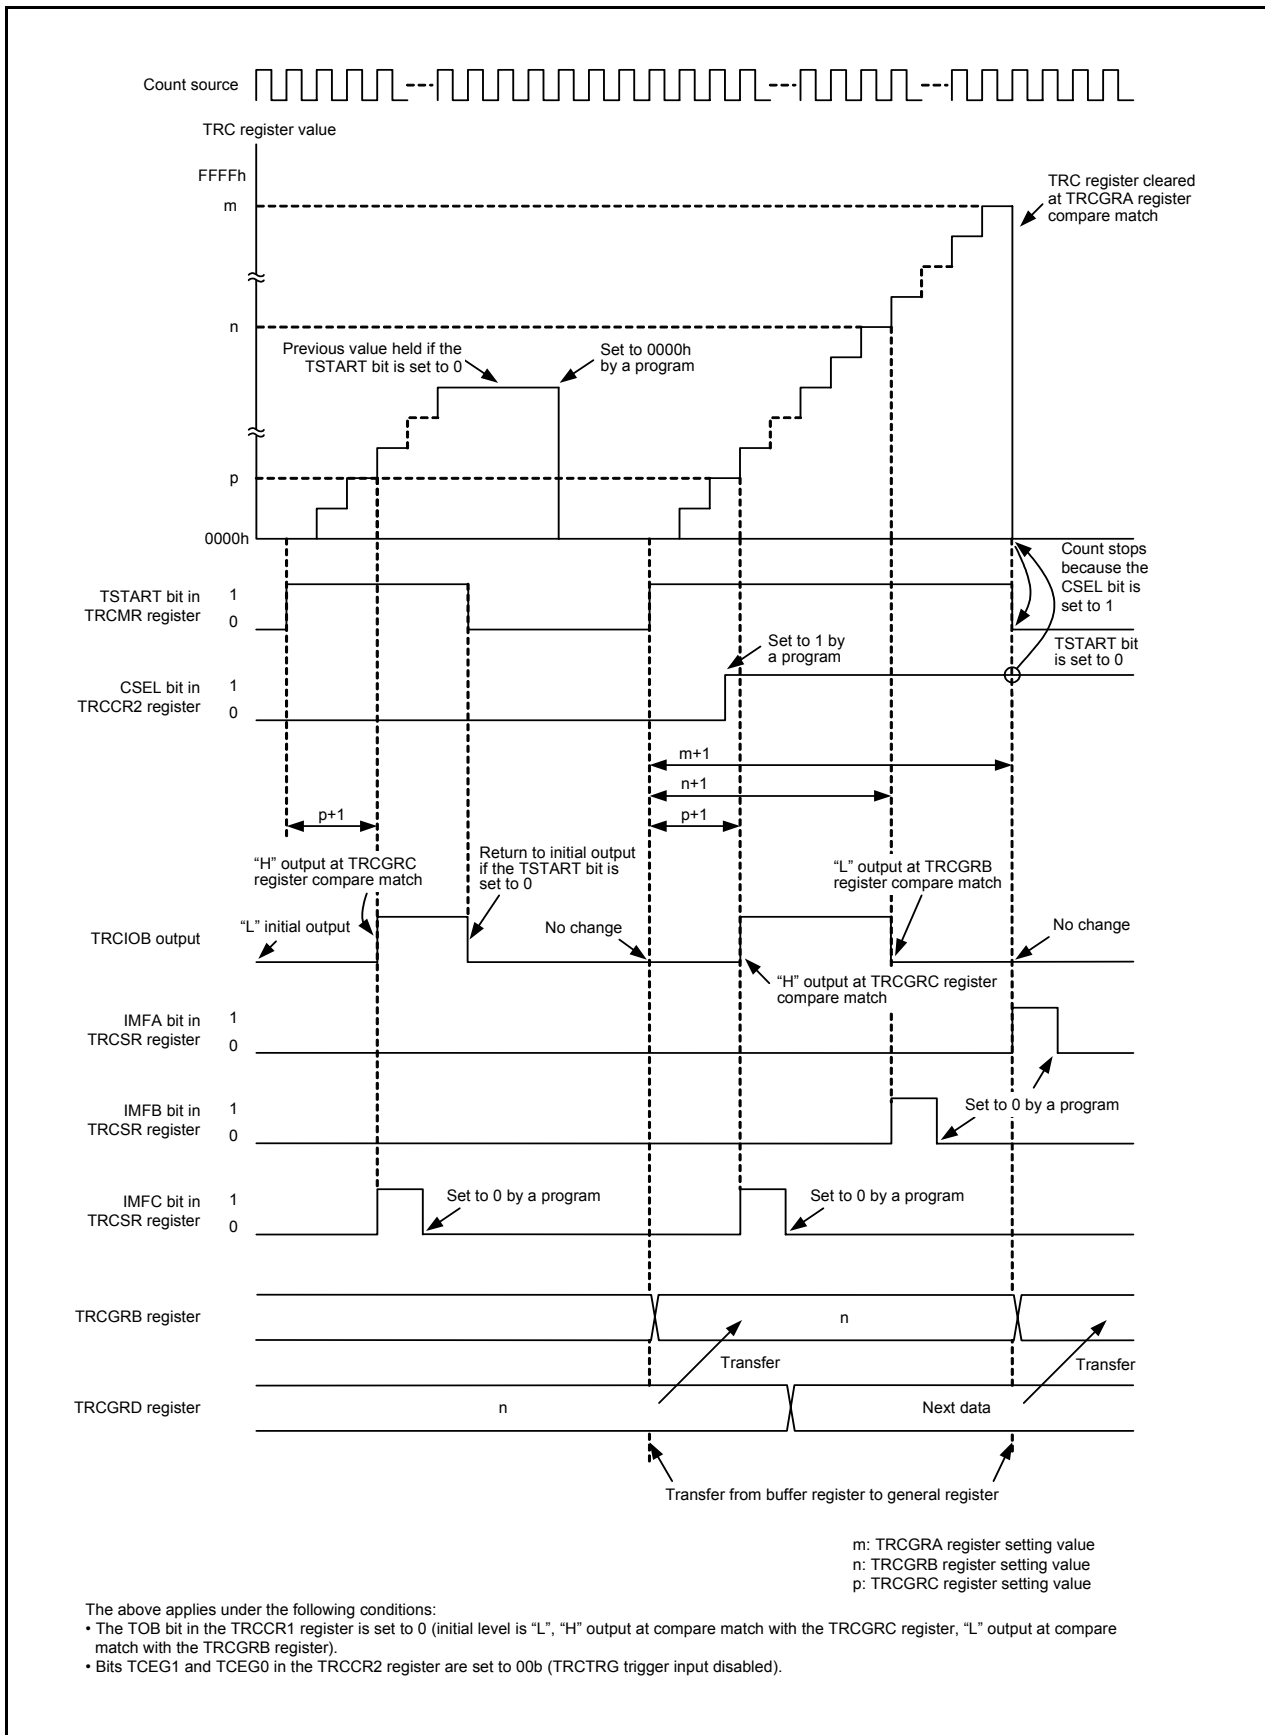 Count source
TRC register value
FFFFh
m
TRC register cleared
at TRCGRA register
compare match
n
Previous value held if the
TSTART bit is set to 0
Set to 0000h
by a program
p
0000h
Count stops
because the
CSEL bit is
set to 1
TSTART bit in
TRCMR register
1
0
TSTART bit
is set to 0
Set to 1 by
a program
CSEL bit in
TRCCR2 register
1
0
m+1
n+1
p+1
p+1
“H” output at TRCGRC
register compare match
Return to initial output
if the TSTART bit is
set to 0
“L” output at TRCGRB
register compare match
“L” initial output
No change
No change
TRCIOB output
“H” output at TRCGRC register
compare match
IMFA bit in
TRCSR register
1
0
IMFB bit in
TRCSR register
1
0
Set to 0 by a program
IMFC bit in
TRCSR register
1
0
Set to 0 by a program
Set to 0 by a program
TRCGRB register
n
Transfer
Transfer
TRCGRD register
n
Next data
Transfer from buffer register to general register
m: TRCGRA register setting value
n: TRCGRB register setting value
p: TRCGRC register setting value
The above applies under the following conditions:
• The TOB bit in the TRCCR1 register is set to 0 (initial level is “L”, “H” output at compare match with the TRCGRC register, “L” output at compare
match with the TRCGRB register).
• Bits TCEG1 and TCEG0 in the TRCCR2 register are set to 00b (TRCTRG trigger input disabled).